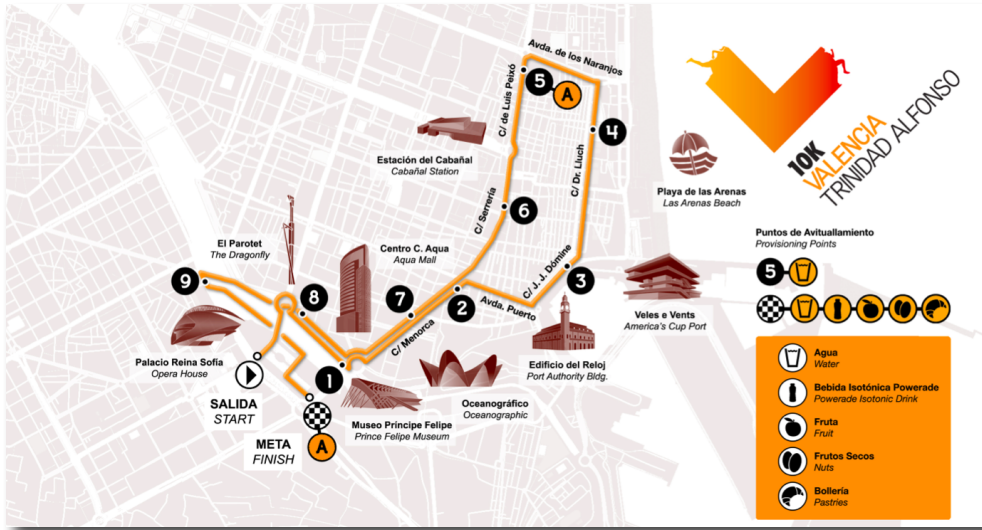 Avda. de los Naranjos
C/ de Luis Peixó
5
A
4
C/ Dr. Lluch
Estación del Cabañal
Cabañal Station
C/ Serrería
6
Playa de las Arenas
Las Arenas Beach
10K
VALENCIA
TRINIDAD ALFONSO
El Parotet
The Dragonfly
Centro C. Aqua
Aqua Mall
9
8
7
2
C/ J. J. Dómine
3
Avda. Puerto
C/ Menorca
Veles e Vents
America's Cup Port
Palacio Reina Sofía
Opera House
1
Edificio del Reloj
Port Authority Bldg.
SALIDA
START
Oceanográfico
Oceanographic
Museo Príncipe Felipe
Prince Felipe Museum
META
FINISH
A
Puntos de Avituallamiento
Provisioning Points
5
Agua
Water
Bebida Isotónica Powerade
Powerade Isotonic Drink
Fruta
Fruit
Frutos Secos
Nuts
Bollería
Pastries